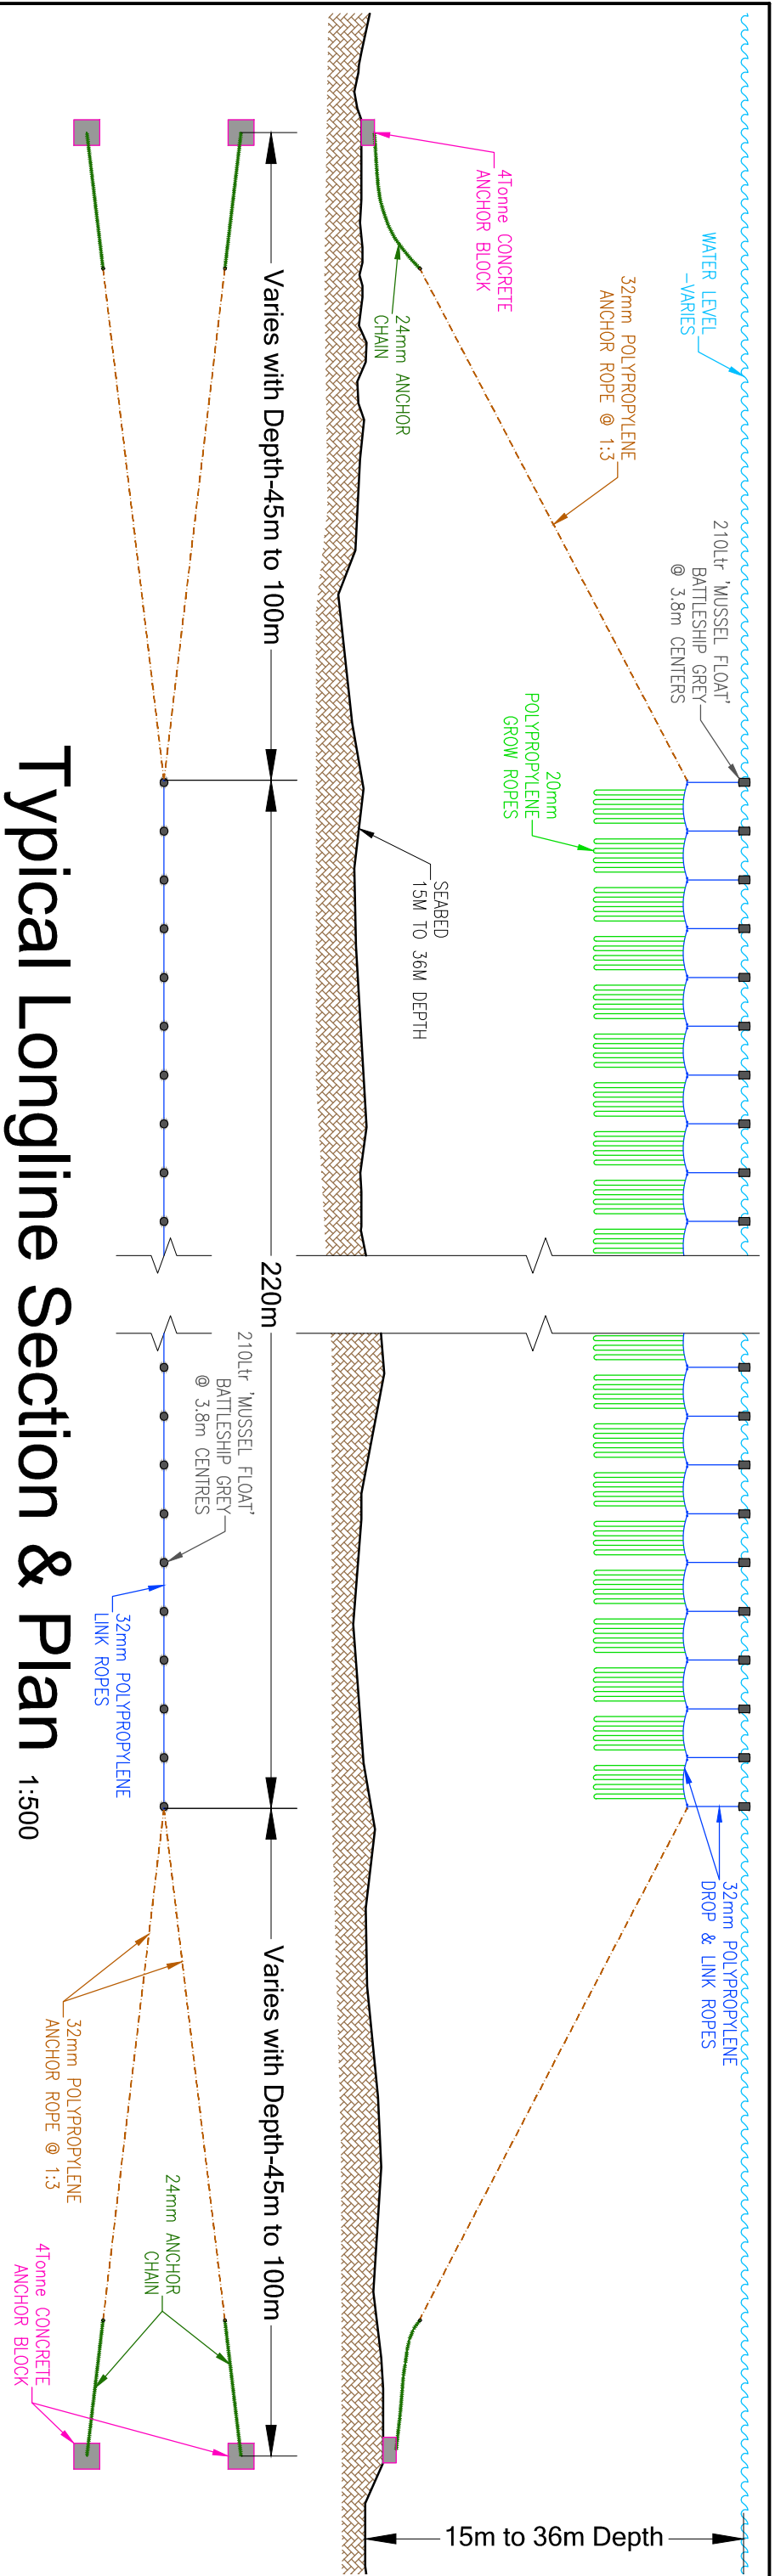 WATER LEVEL
-VARIES
210Ltr 'MUSSEL FLOAT'
BATTLESHIP GREY
@ 3.8m CENTERS
32mm POLYPROPYLENE
DROP & LINK ROPES
32mm POLYPROPYLENE
ANCHOR ROPE @ 1:3
20mm
POLYPROPYLENE
GROW ROPES
4Tonne CONCRETE
ANCHOR BLOCK
24mm ANCHOR
CHAIN
SEABED
15M TO 36M DEPTH
15m to 36m Depth
Varies with Depth-45m to 100m
220m
Varies with Depth-45m to 100m
210Ltr 'MUSSEL FLOAT'
BATTLESHIP GREY
@ 3.8m CENTRES
32mm POLYPROPYLENE
LINK ROPES
24mm ANCHOR
CHAIN
32mm POLYPROPYLENE
ANCHOR ROPE @ 1:3
4Tonne CONCRETE
ANCHOR BLOCK
Typical Longline Section & Plan 1:500